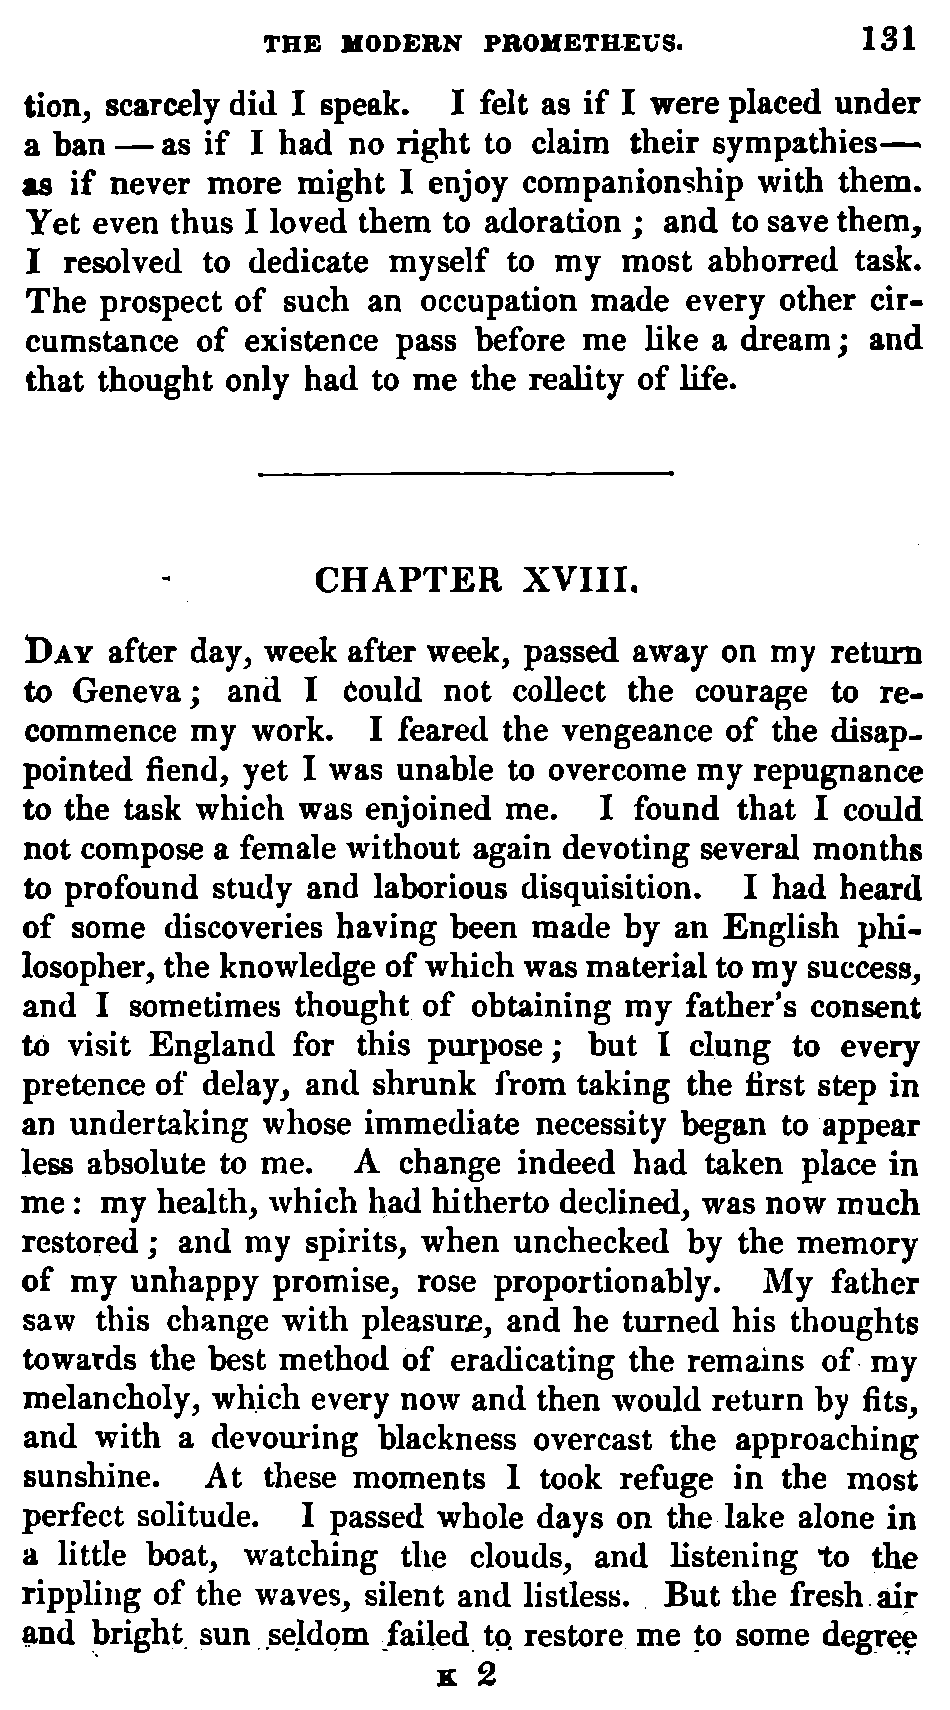 THE MODERN PROMETHEUS. 131
tion, scarcely did I speak. I felt as if I were placed under
a ban — as if I had no right to claim their sympathies—
as if never more might I enjoy companionship with them.
Yet even thus I loved them to adoration ; and to save them,
I resolved to dedicate myself to my most abhorred task.
The prospect of such an occupation made every other cir-
cumstance of existence pass before me like a dream ; and
that thought only had to me the reality of life.
CHAPTER XVIII.
DAY after day, week after week, passed away on my return
to Geneva ; and I could not collect the courage to re-
commence my work. I feared the vengeance of the disap-
pointed fiend, yet I was unable to overcome my repugnance
to the task which was enjoined me. I found that I could
not compose a female without again devoting several months
to profound study and laborious disquisition. I had heard
of some discoveries having been made by an English phi-
losopher, the knowledge of which was material to my success,
and I sometimes thought of obtaining my father's consent
to visit England for this purpose ; but I clung to every
pretence of delay, and shrunk from taking the first step in
an undertaking whose immediate necessity began to appear
less absolute to me. A change indeed had taken place in
me : my health, which had hitherto declined, was now much
restored ; and my spirits, when unchecked by the memory
of my unhappy promise, rose proportionably. My father
saw this change with pleasure, and he turned his thoughts
towards the best method of eradicating the remains of my
melancholy, which every now and then would return by fits,
and with a devouring blackness overcast the approaching
sunshine. At these moments I took refuge in the most
perfect solitude. I passed whole days on the lake alone in
a little boat, watching the clouds, and listening to the
rippling of the waves, silent and listless. But the fresh air
and bright sun seldom failed to restore me to some degree
K 2